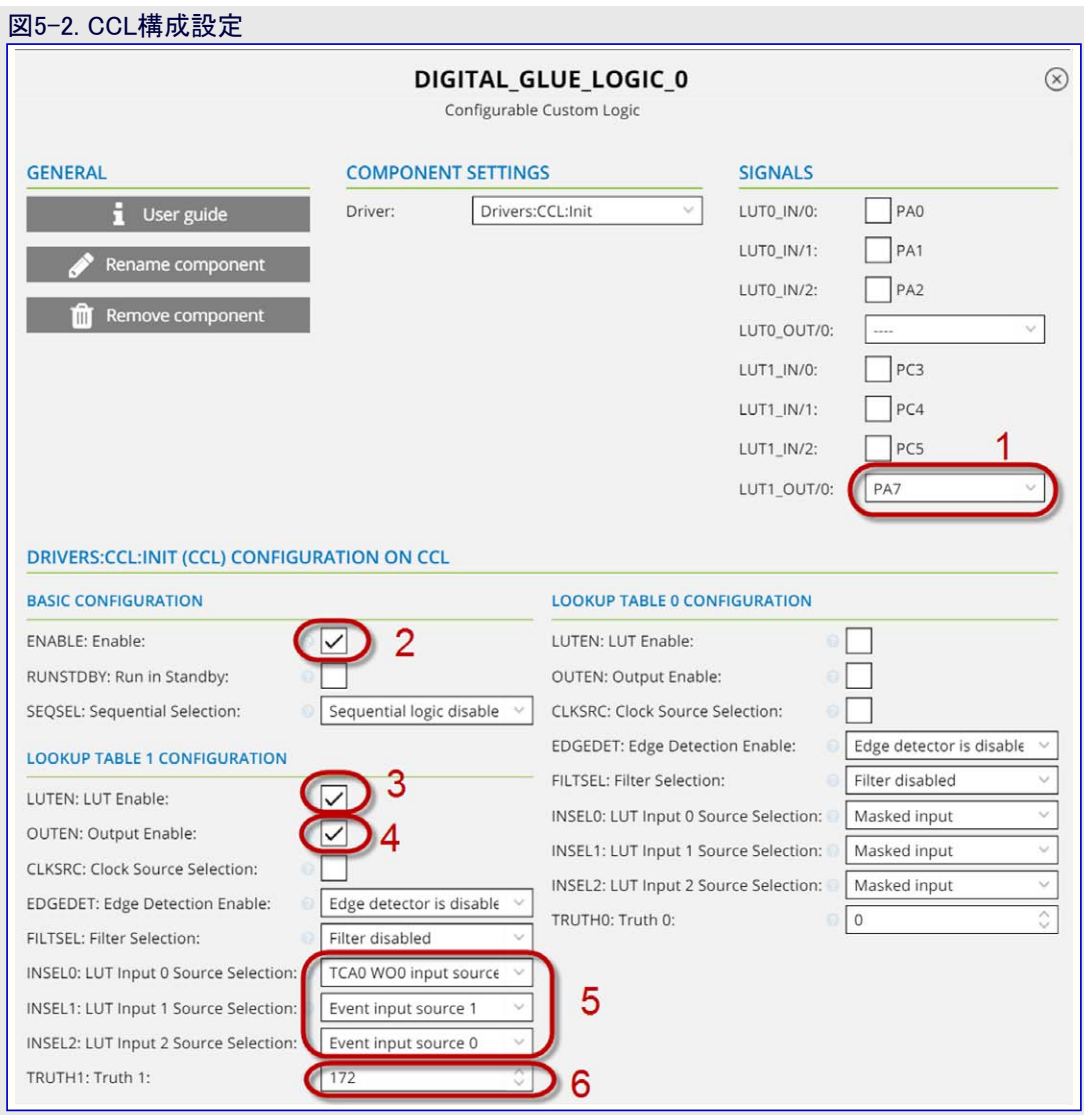 図5-2. CCL構成設定
DIGITAL_GLUE_LOGIC_0
Configurable Custom Logic
GENERAL
User guide
Rename component
Remove component
COMPONENT SETTINGS
Driver: Drivers:CCL:Init
SIGNALS
LUT0_IN/0: PA0
LUT0_IN/1: PA1
LUT0_IN/2: PA2
LUT0_OUT/0: ----
LUT1_IN/0: PC3
LUT1_IN/1: PC4
LUT1_IN/2: PC5
1
LUT1_OUT/0: PA7
DRIVERS:CCL:INIT (CCL) CONFIGURATION ON CCL
BASIC CONFIGURATION
ENABLE: Enable: 2
RUNSTDBY: Run in Standby:
SEQSEL: Sequential Selection: Sequential logic disable
LOOKUP TABLE 1 CONFIGURATION
LUTEN: LUT Enable: 3
OUTEN: Output Enable: 4
CLKSRC: Clock Source Selection:
EDGEDET: Edge Detection Enable: Edge detector is disable
FILTSEL: Filter Selection: Filter disabled
INSEL0: LUT Input 0 Source Selection: TCA0 WO0 input source
INSEL1: LUT Input 1 Source Selection: Event input source 1
5
INSEL2: LUT Input 2 Source Selection: Event input source 0
TRUTH1: Truth 1: 172
6
LOOKUP TABLE 0 CONFIGURATION
LUTEN: LUT Enable:
OUTEN: Output Enable:
CLKSRC: Clock Source Selection:
EDGEDET: Edge Detection Enable: Edge detector is disable
FILTSEL: Filter Selection: Filter disabled
INSEL0: LUT Input 0 Source Selection: Masked input
INSEL1: LUT Input 1 Source Selection: Masked input
INSEL2: LUT Input 2 Source Selection: Masked input
TRUTH0: Truth 0: 0